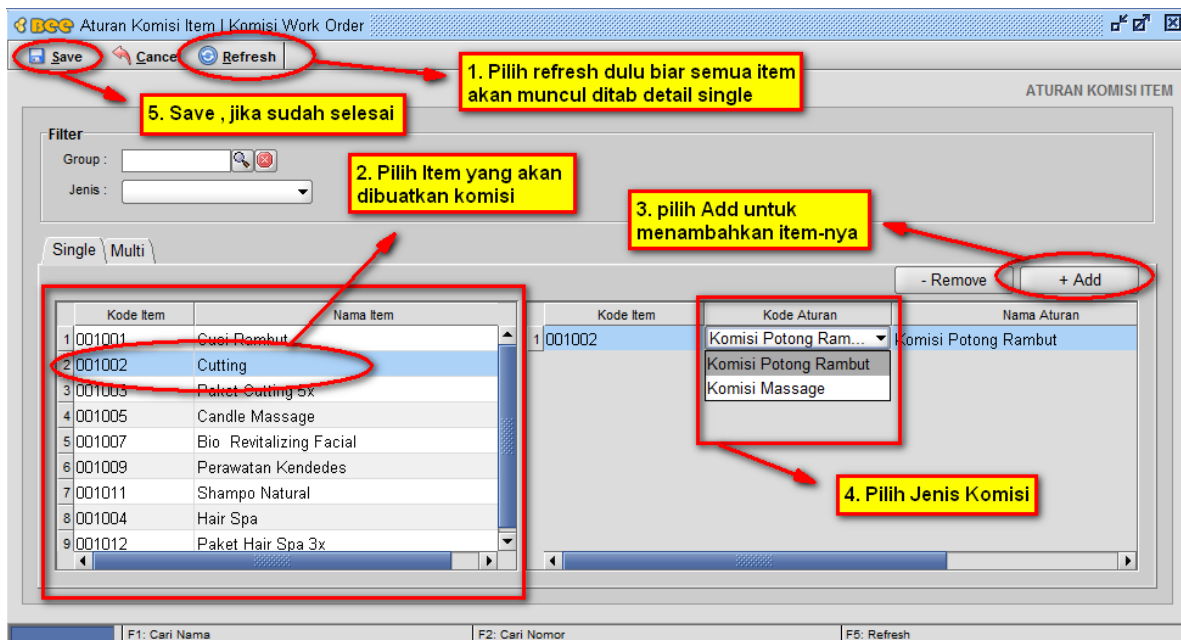 BEE Aturan Komisi Item | Komisi Work Order
Save Cancel Refresh
1. Pilih refresh dulu biar semua item
akan muncul ditab detail single
ATURAN KOMISI ITEM
5. Save , jika sudah selesai
Filter
Group :
Jenis :
2. Pilih Item yang akan
dibuatkan komisi
3. pilih Add untuk
menambahkan item-nya
Single Multi
- Remove + Add
Kode Item Nama Item Kode Item Kode Aturan Nama Aturan
1 001001 Cuci Rambut 1 001002 Komisi Potong Ram... Komisi Potong Rambut
2 001002 Cutting Komisi Potong Rambut
3 001003 Paket Cutting 5x Komisi Massage
4 001005 Candle Massage
5 001007 Bio Revitalizing Facial
6 001009 Perawatan Kendedes
7 001011 Shampo Natural
4. Pilih Jenis Komisi
8 001004 Hair Spa
9 001012 Paket Hair Spa 3x
F1: Cari Nama F2: Cari Nomor F5: Refresh